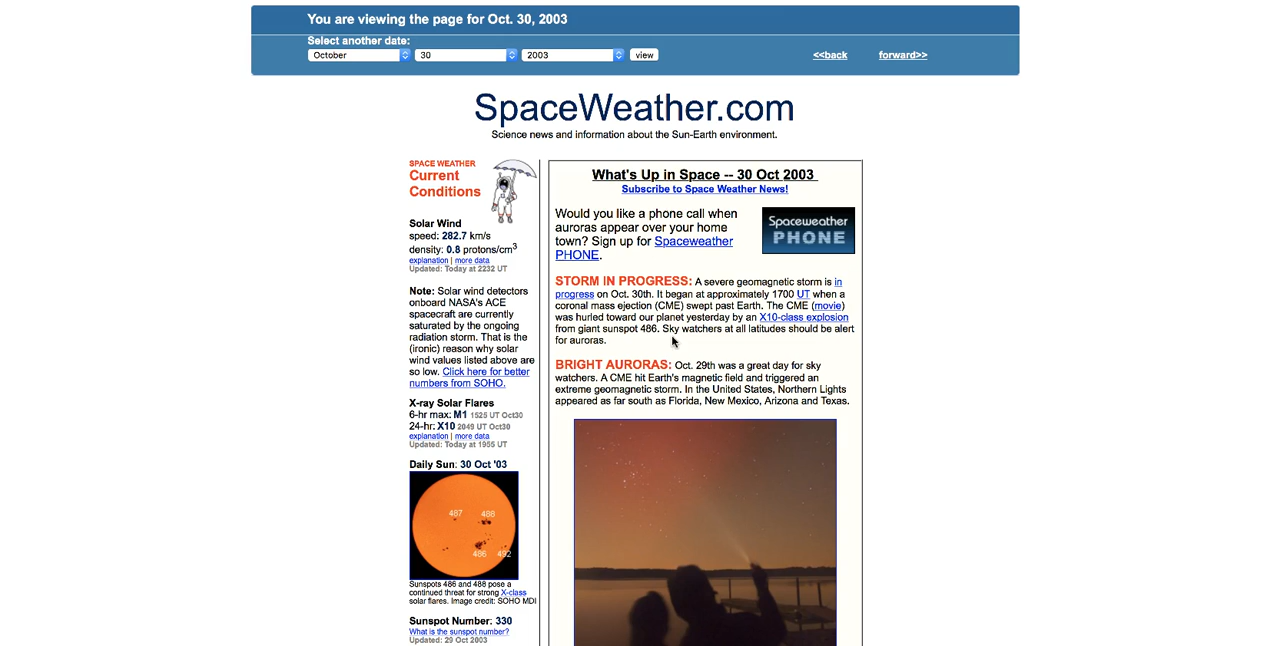 You are viewing the page for Oct. 30, 2003
Select another date:
October 30 2003 view <<back forward>>
SpaceWeather.com
Science news and information about the Sun-Earth environment.
SPACE WEATHER
Current
Conditions
Solar Wind
speed: 282.7 km/s
density: 0.8 protons/cm3
explanation | more data
Updated: Today at 2232 UT
Note: Solar wind detectors
onboard NASA's ACE
spacecraft are currently
saturated by the ongoing
radiation storm. That is the
(ironic) reason why solar
wind values listed above are
so low. Click here for better
numbers from SOHO.
X-ray Solar Flares
6-hr max: M1 1525 UT Oct30
24-hr: X10 2049 UT Oct30
explanation | more data
Updated: Today at 1955 UT
Daily Sun: 30 Oct '03
487 488
486 492
Sunspots 486 and 488 pose a
continued threat for strong X-class
solar flares. Image credit: SOHO MDI
Sunspot Number: 330
What is the sunspot number?
Updated: 29 Oct 2003
What's Up in Space -- 30 Oct 2003
Subscribe to Space Weather News!
Would you like a phone call when
auroras appear over your home
town? Sign up for Spaceweather
PHONE.
Spaceweather
PHONE
STORM IN PROGRESS: A severe geomagnetic storm is in
progress on Oct. 30th. It began at approximately 1700 UT when a
coronal mass ejection (CME) swept past Earth. The CME (movie)
was hurled toward our planet yesterday by an X10-class explosion
from giant sunspot 486. Sky watchers at all latitudes should be alert
for auroras.
BRIGHT AURORAS: Oct. 29th was a great day for sky
watchers. A CME hit Earth's magnetic field and triggered an
extreme geomagnetic storm. In the United States, Northern Lights
appeared as far south as Florida, New Mexico, Arizona and Texas.